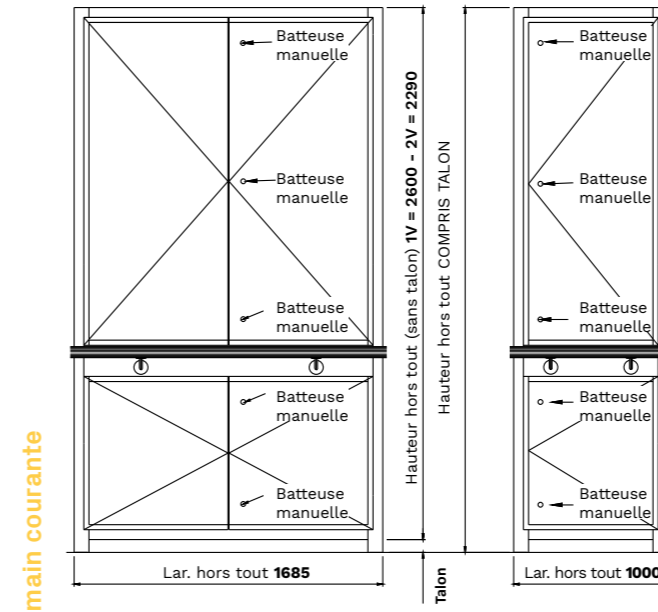 Batteuse
manuelle
Batteuse
manuelle
Batteuse
manuelle
Batteuse
manuelle
Batteuse
manuelle
Hauteur hors tout (sans talon) 1V = 2600 - 2V = 2290
Hauteur hors tout COMPRIS TALON
Batteuse
manuelle
Batteuse
manuelle
Batteuse
manuelle
Batteuse
manuelle
Batteuse
manuelle
main courante
Lar. hors tout 1685
Talon
Lar. hors tout 1000